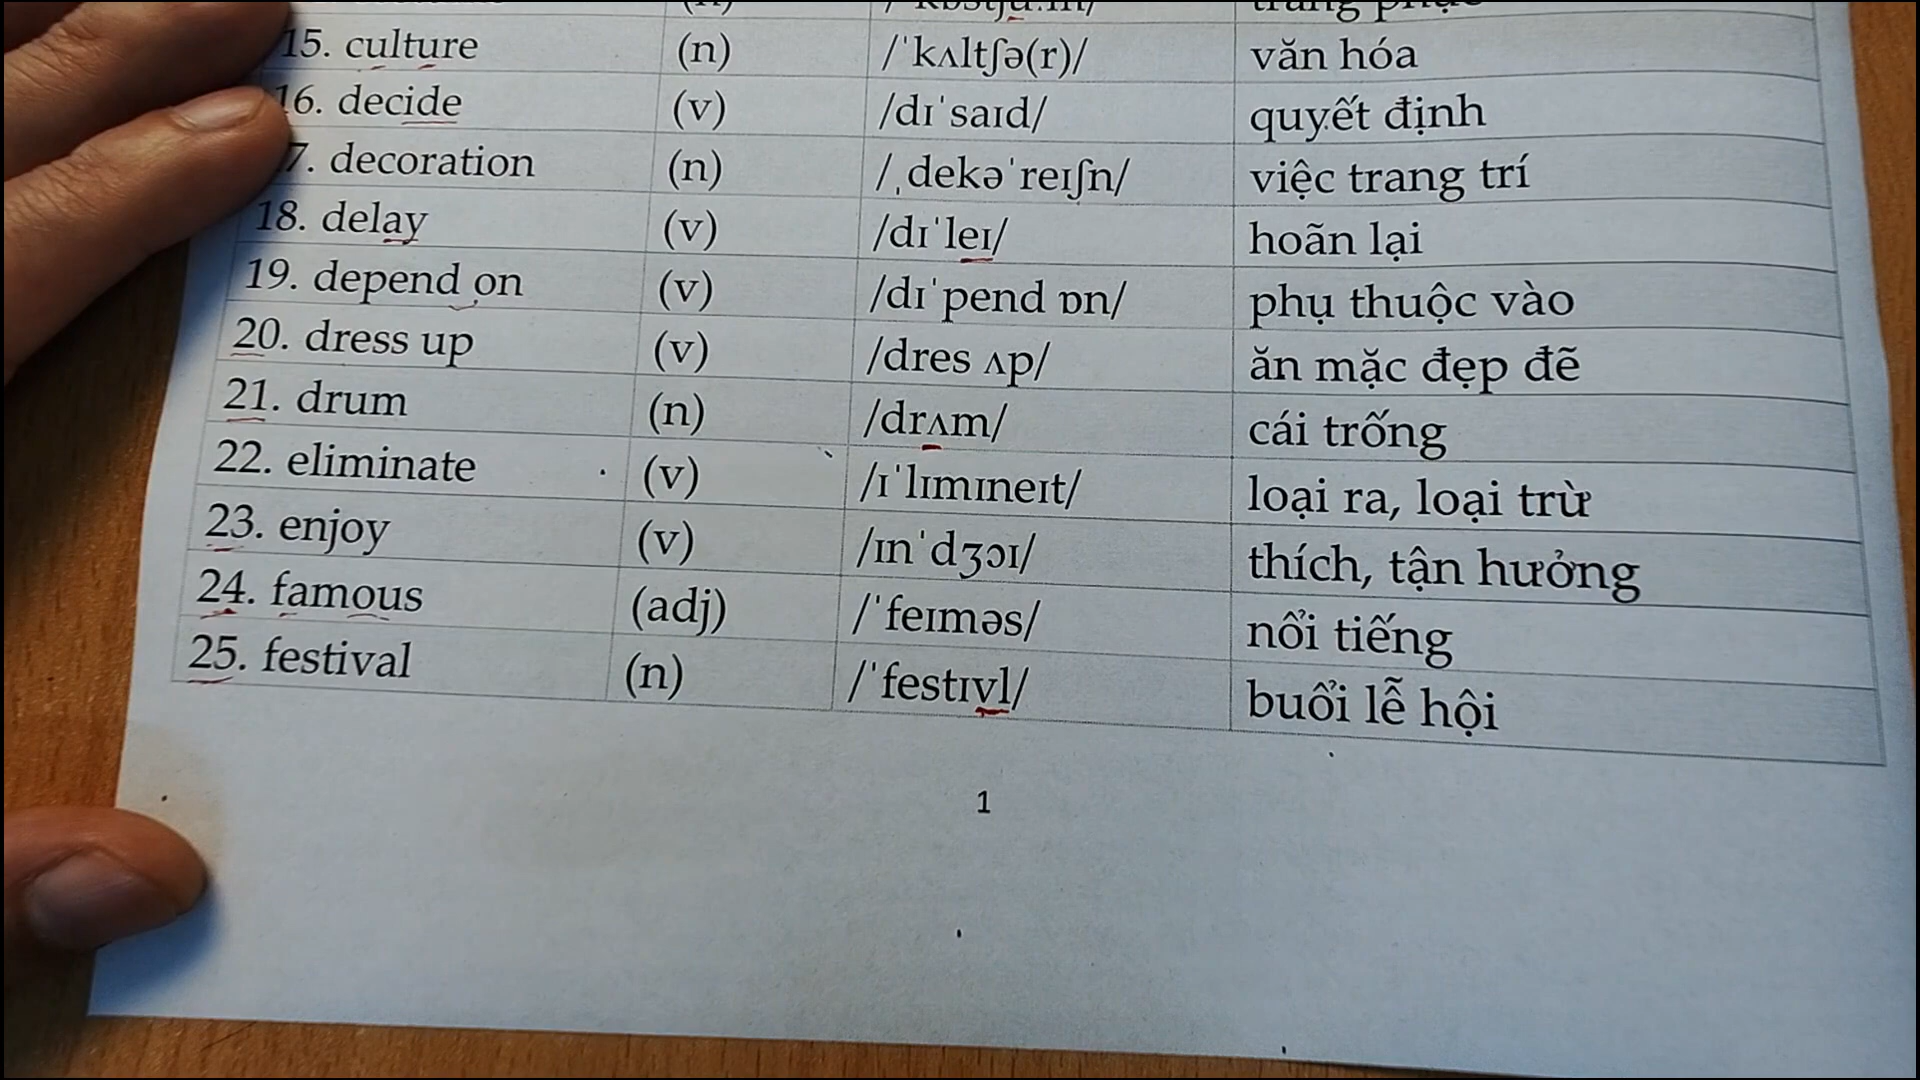 15. culture (n) /ˈkʌltʃə(r)/ văn hóa
16. decide (v) /dɪˈsaɪd/ quyết định
7. decoration (n) /ˌdekəˈreɪʃn/ việc trang trí
18. delay (v) /dɪˈleɪ/ hoãn lại
19. depend on (v) /dɪˈpend ɒn/ phụ thuộc vào
20. dress up (v) /dres ʌp/ ăn mặc đẹp đẽ
21. drum (n) /drʌm/ cái trống
22. eliminate (v) /ɪˈlɪmɪneɪt/ loại ra, loại trừ
23. enjoy (v) /ɪnˈdʒɔɪ/ thích, tận hưởng
24. famous (adj) /ˈfeɪməs/ nổi tiếng
25. festival (n) /ˈfestɪvl/ buổi lễ hội
1